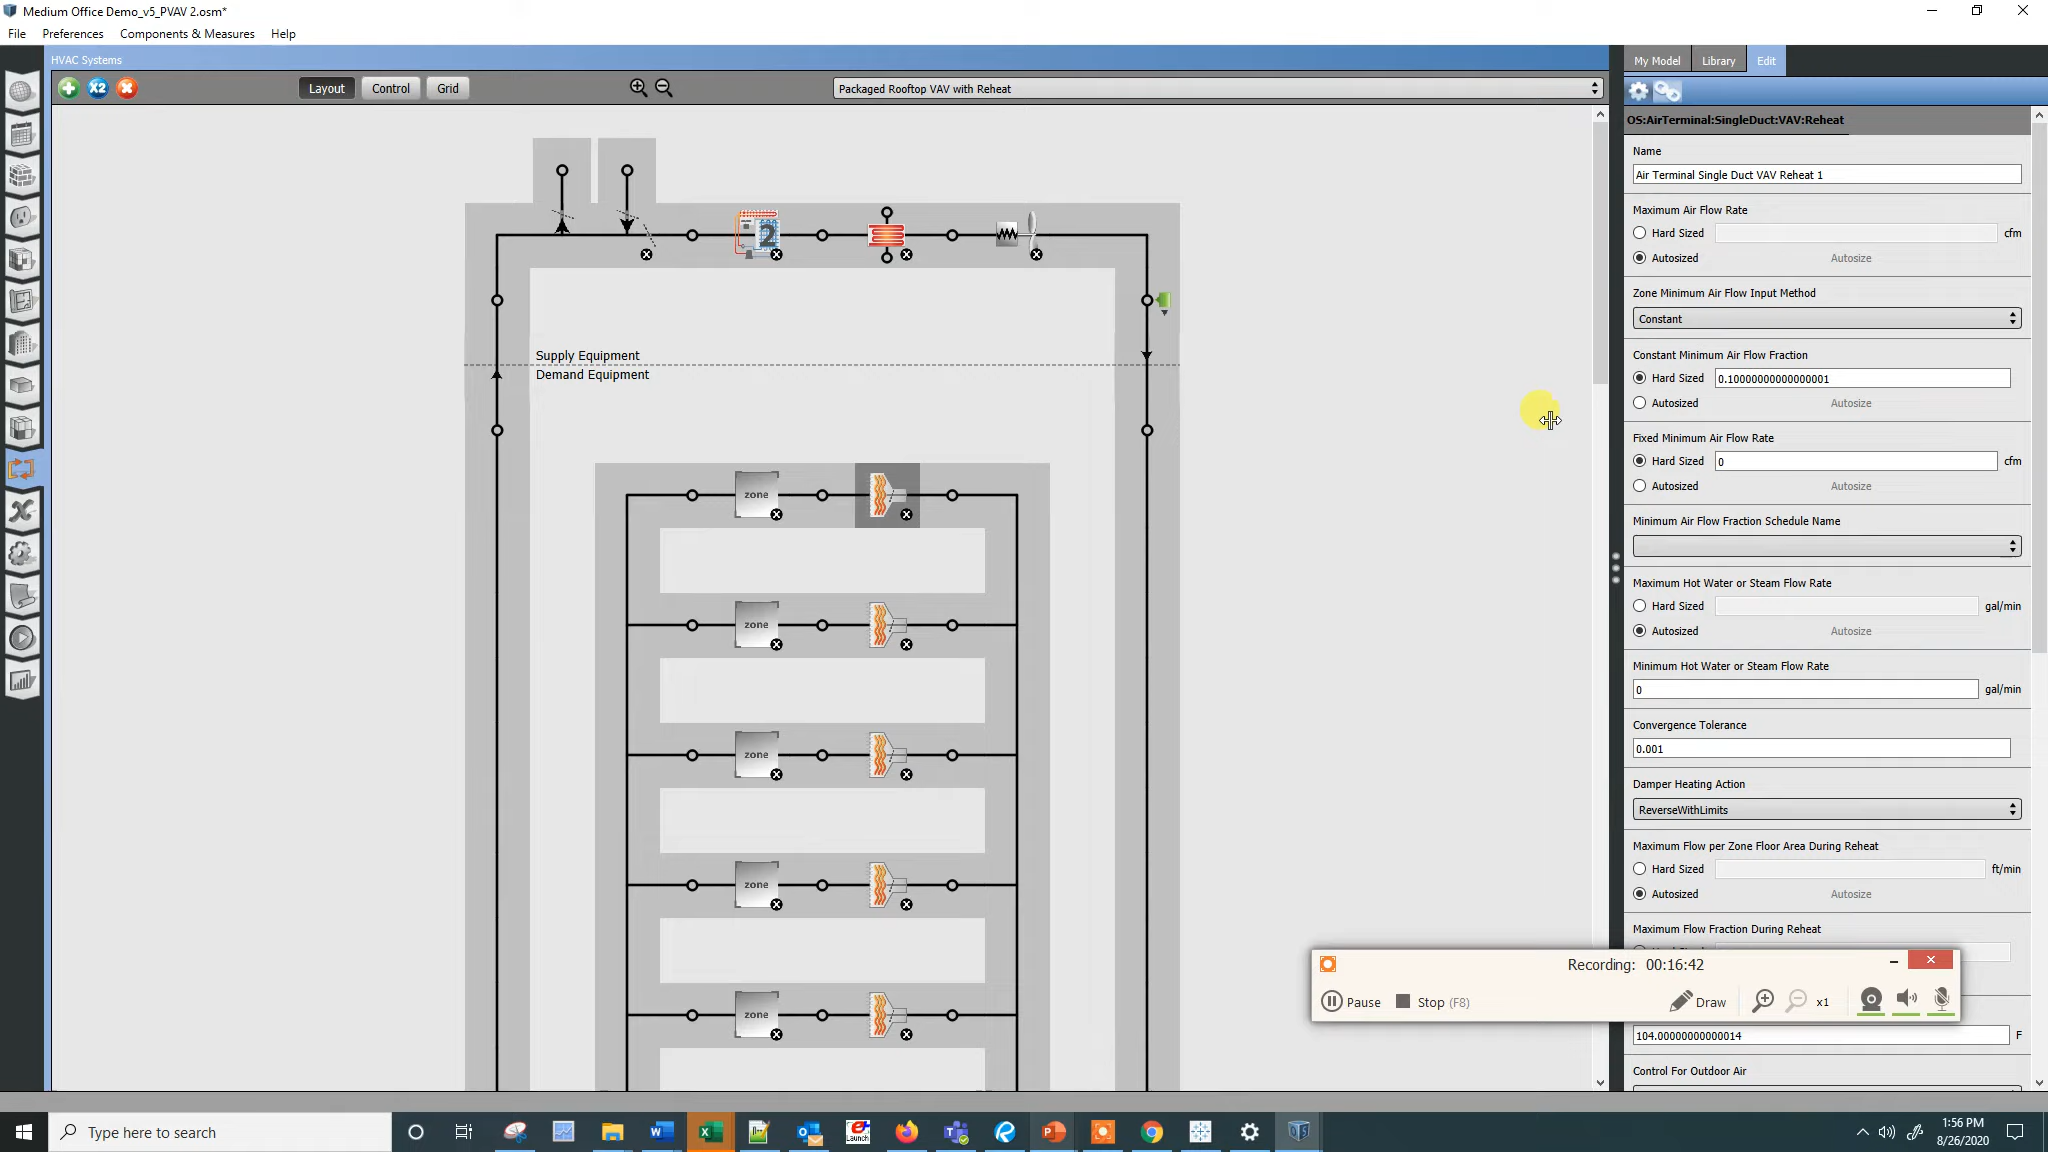 Medium Office Demo_v5_PVAV 2.osm*
File Preferences Components & Measures Help
HVAC Systems
My Model Library Edit
X2 Layout Control Grid Packaged Rooftop VAV with Reheat
OS:AirTerminal:SingleDuct:VAV:Reheat
Name
Air Terminal Single Duct VAV Reheat 1
Maximum Air Flow Rate
Hard Sized cfm
Autosized Autosize
Zone Minimum Air Flow Input Method
Constant
Constant Minimum Air Flow Fraction
Hard Sized 0.10000000000000001
Autosized Autosize
Fixed Minimum Air Flow Rate
Hard Sized 0 cfm
Autosized Autosize
Minimum Air Flow Fraction Schedule Name
Maximum Hot Water or Steam Flow Rate
Hard Sized gal/min
Autosized Autosize
Minimum Hot Water or Steam Flow Rate
0 gal/min
Convergence Tolerance
0.001
Damper Heating Action
ReverseWithLimits
Maximum Flow per Zone Floor Area During Reheat
Hard Sized ft/min
Autosized Autosize
Maximum Flow Fraction During Reheat
104.00000000000014 F
Control For Outdoor Air
2
Supply Equipment
Demand Equipment
zone
zone
zone
zone
zone
Recording: 00:16:42
Pause Stop (F8) Draw x1
Type here to search
Launch
1:56 PM
8/26/2020